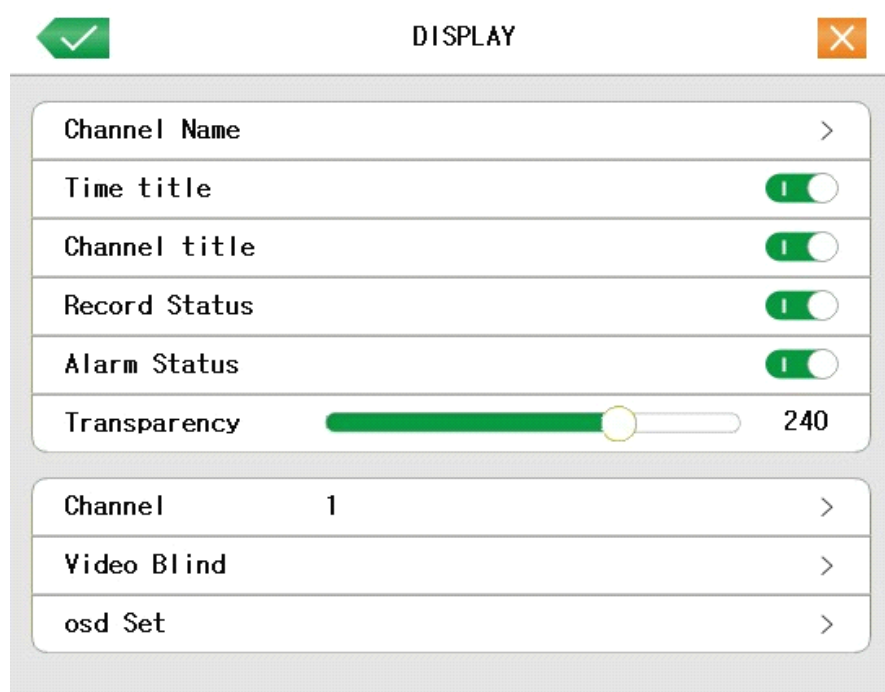 DISPLAY
Channel Name
Time title
Channel title
Record Status
Alarm Status
Transparency 240
Channel 1
Video Blind
osd Set